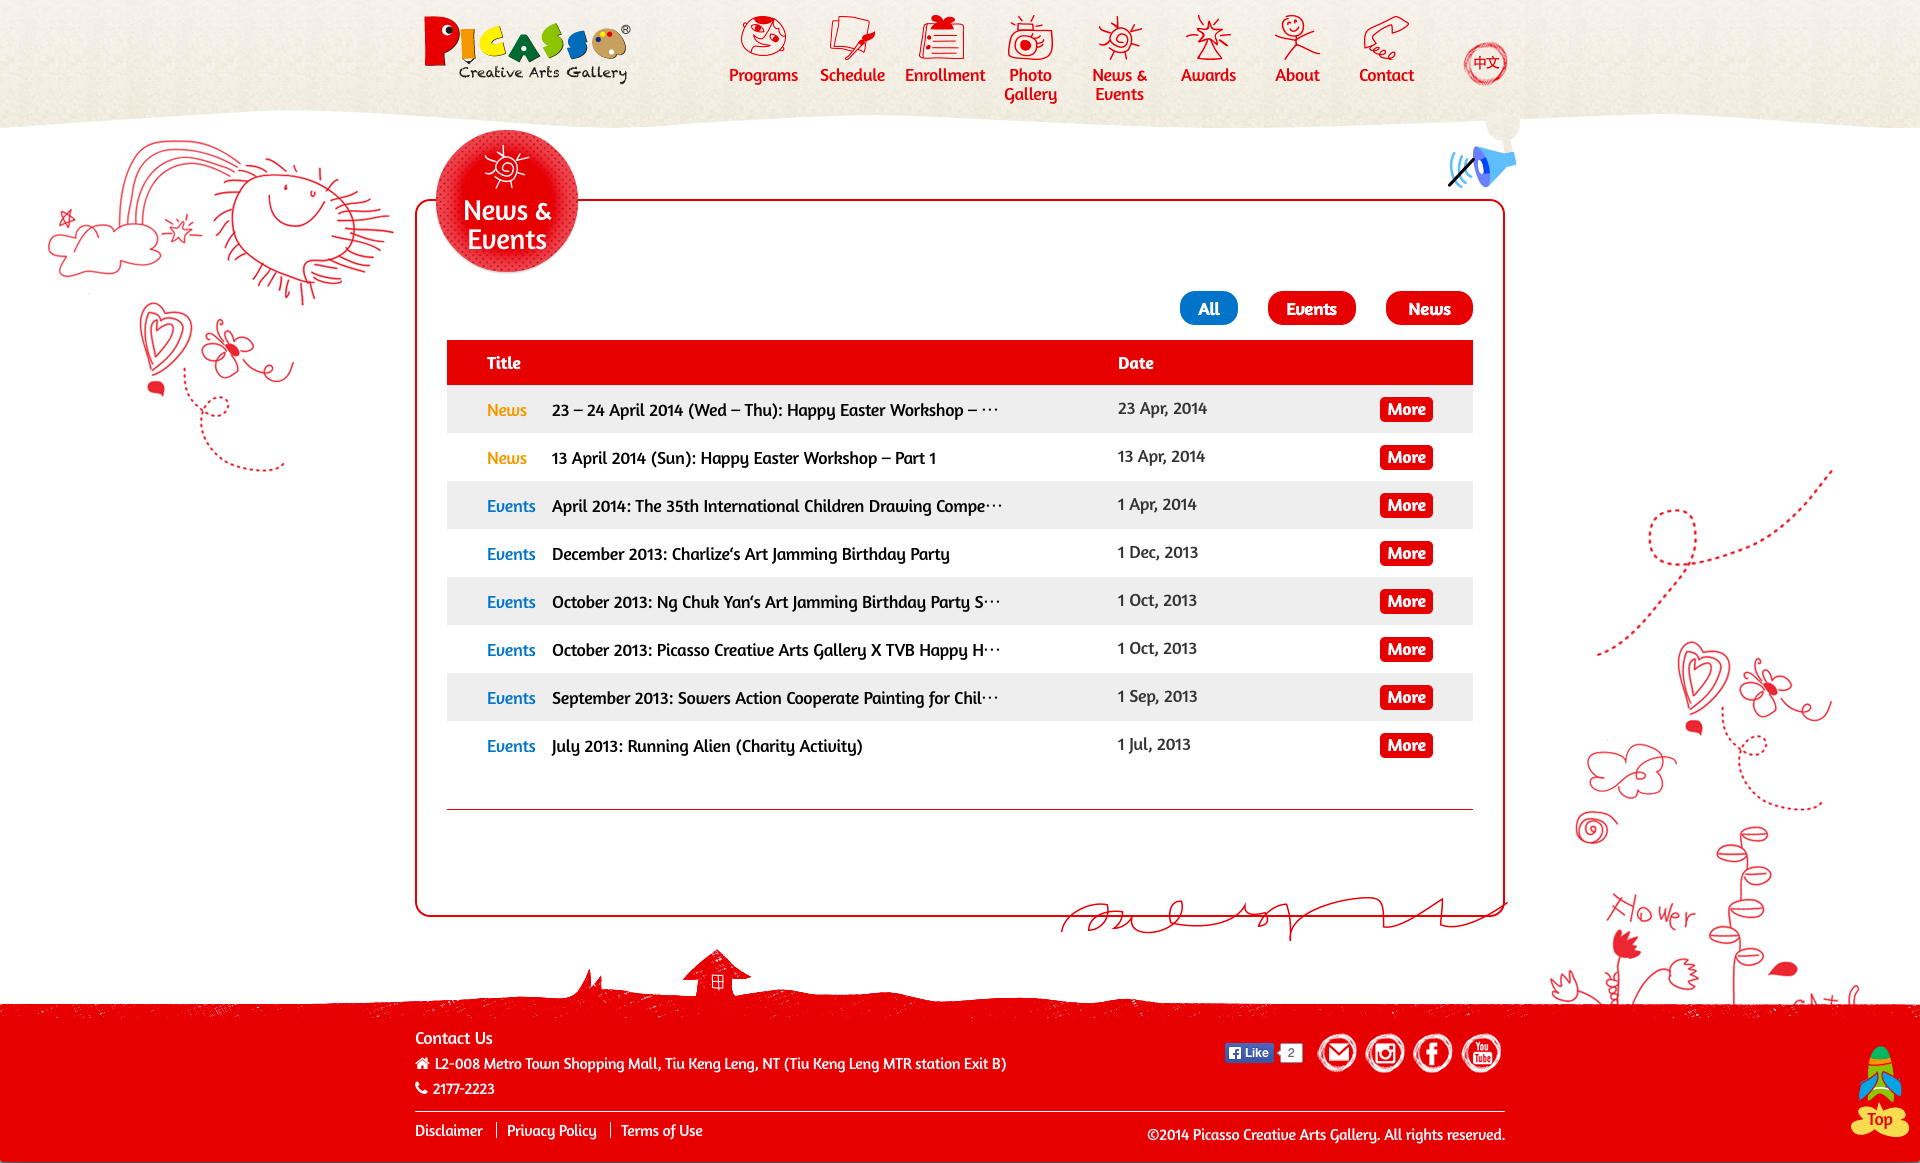 PICASSO®
Creative Arts Gallery
Programs
Schedule
Enrollment
Photo
Gallery
News &
Events
Awards
About
Contact
中文
News &
Events
All
Events
News
Title Date
News 23 – 24 April 2014 (Wed – Thu): Happy Easter Workshop – ··· 23 Apr, 2014 More
News 13 April 2014 (Sun): Happy Easter Workshop – Part 1 13 Apr, 2014 More
Events April 2014: The 35th International Children Drawing Compe··· 1 Apr, 2014 More
Events December 2013: Charlize‘s Art Jamming Birthday Party 1 Dec, 2013 More
Events October 2013: Ng Chuk Yan‘s Art Jamming Birthday Party S··· 1 Oct, 2013 More
Events October 2013: Picasso Creative Arts Gallery X TVB Happy H··· 1 Oct, 2013 More
Events September 2013: Sowers Action Cooperate Painting for Chil··· 1 Sep, 2013 More
Events July 2013: Running Alien (Charity Activity) 1 Jul, 2013 More
Flower
Contact Us
L2-008 Metro Town Shopping Mall, Tiu Keng Leng, NT (Tiu Keng Leng MTR station Exit B)
2177-2223
Like 2
You
Tube
Disclaimer | Privacy Policy | Terms of Use
©2014 Picasso Creative Arts Gallery. All rights reserved.
Top